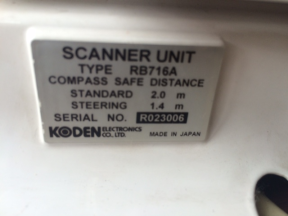 SCANNER UNIT
TYPE RB716A
COMPASS SAFE DISTANCE
STANDARD 2.0 m
STEERING 1.4 m
SERIAL NO. R023006
KODEN ELECTRONICS CO., LTD. MADE IN JAPAN